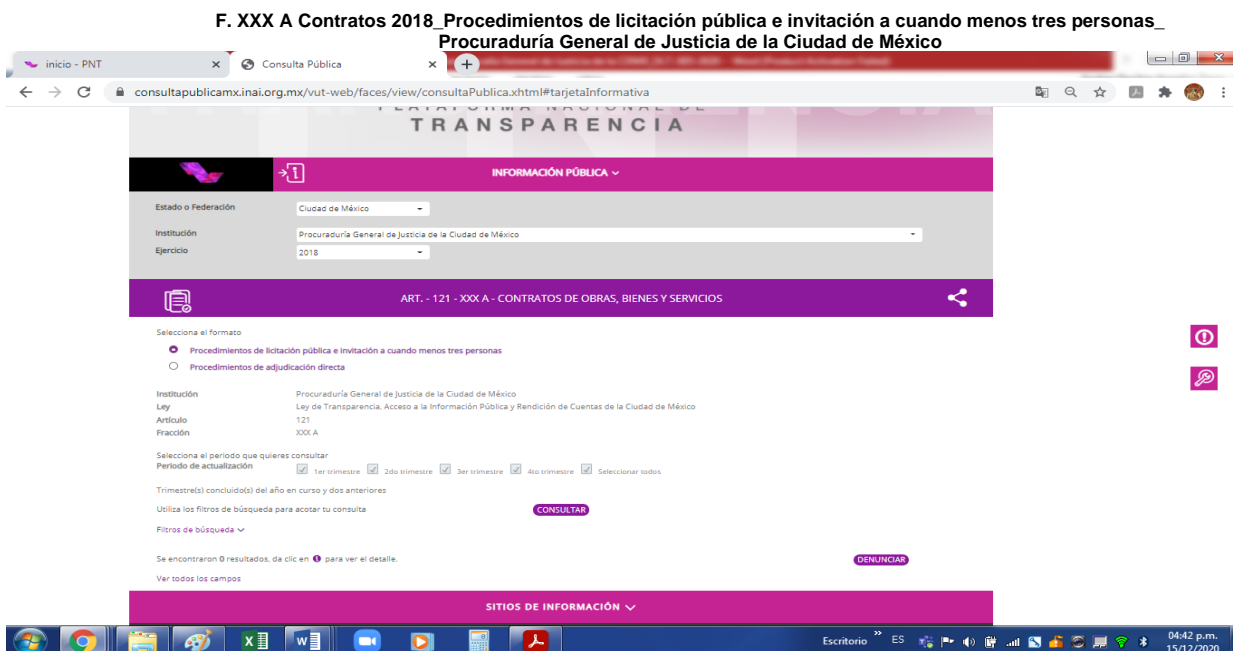 F. XXX A Contratos 2018_Procedimientos de licitación pública e invitación a cuando menos tres personas_
Procuraduría General de Justicia de la Ciudad de México
inicio - PNT
Consulta Pública
consultapublicamx.inai.org.mx/vut-web/faces/view/consultaPublica.xhtml#tarjetaInformativa
PLATAFORMA NACIONAL DE
TRANSPARENCIA
INFORMACIÓN PÚBLICA
Estado o Federación
Ciudad de México
Institución
Procuraduría General de Justicia de la Ciudad de México
Ejercicio
2018
ART. - 121 - XXX A - CONTRATOS DE OBRAS, BIENES Y SERVICIOS
Selecciona el formato
Procedimientos de licitación pública e invitación a cuando menos tres personas
Procedimientos de adjudicación directa
Institución Procuraduría General de Justicia de la Ciudad de México
Ley Ley de Transparencia, Acceso a la Información Pública y Rendición de Cuentas de la Ciudad de México
Artículo 121
Fracción XXX A
Selecciona el periodo que quieres consultar
Periodo de actualización 1er trimestre 2do trimestre 3er trimestre 4to trimestre Seleccionar todos
Trimestre(s) concluido(s) del año en curso y dos anteriores
Utiliza los filtros de búsqueda para acotar tu consulta
CONSULTAR
Filtros de búsqueda
Se encontraron 0 resultados, da clic en para ver el detalle.
DENUNCIAR
Ver todos los campos
SITIOS DE INFORMACIÓN
Escritorio
ES
04:42 p.m.
15/12/2020